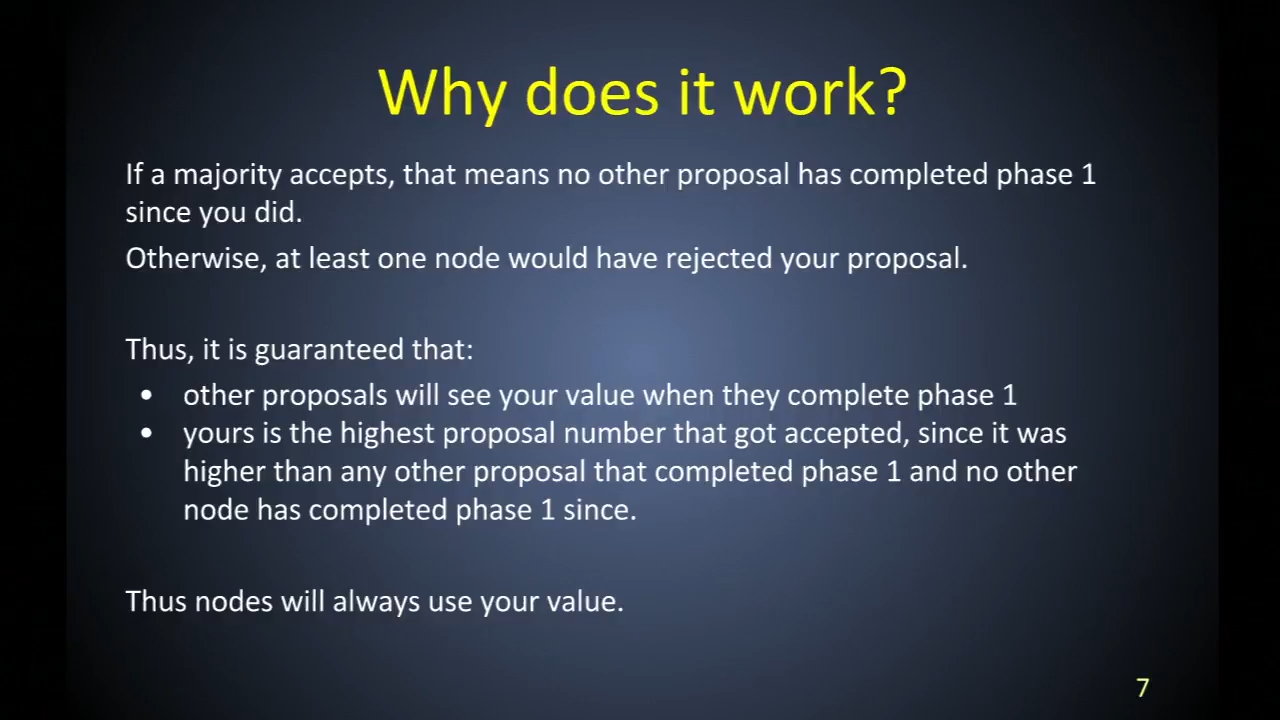 Why does it work?
If a majority accepts, that means no other proposal has completed phase 1
since you did.
Otherwise, at least one node would have rejected your proposal.
Thus, it is guaranteed that:
• other proposals will see your value when they complete phase 1
• yours is the highest proposal number that got accepted, since it was
higher than any other proposal that completed phase 1 and no other
node has completed phase 1 since.
Thus nodes will always use your value.
7